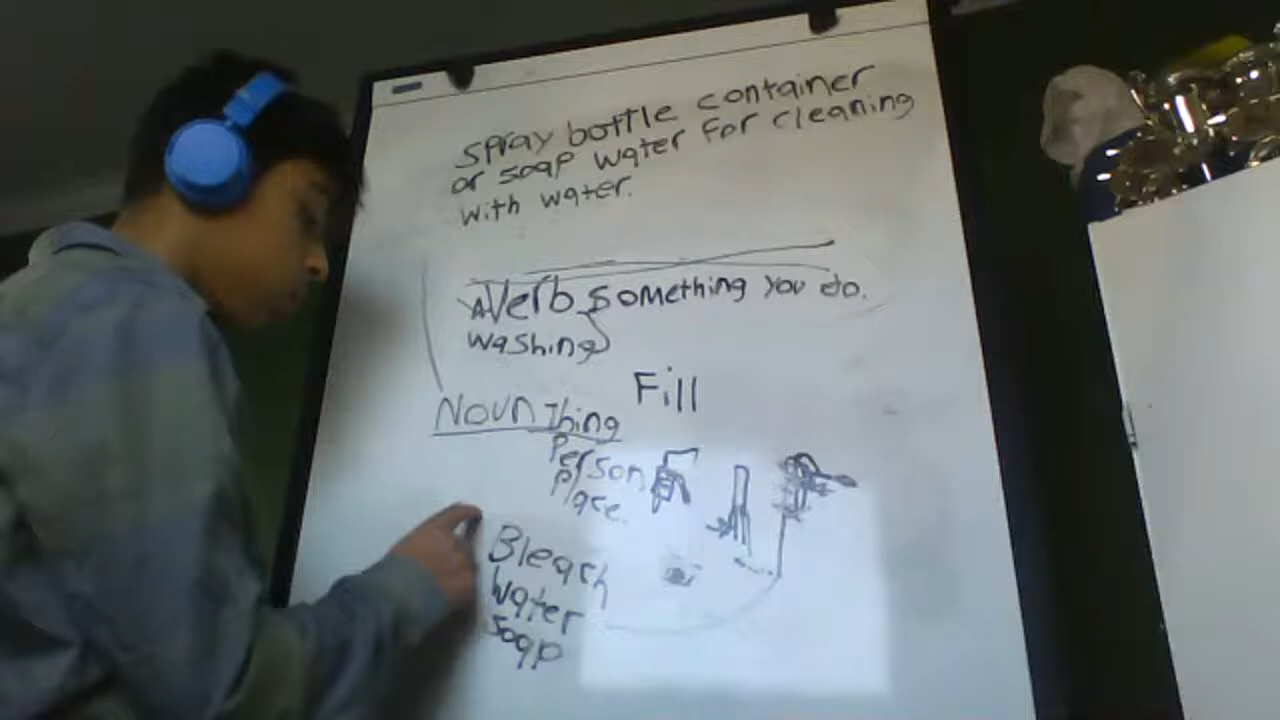 spray bottle container
or soap water for cleaning
with water.
A Verb something you do.
washing
Fill
Noun Thing
Person
Place.
Bleach
water
soap